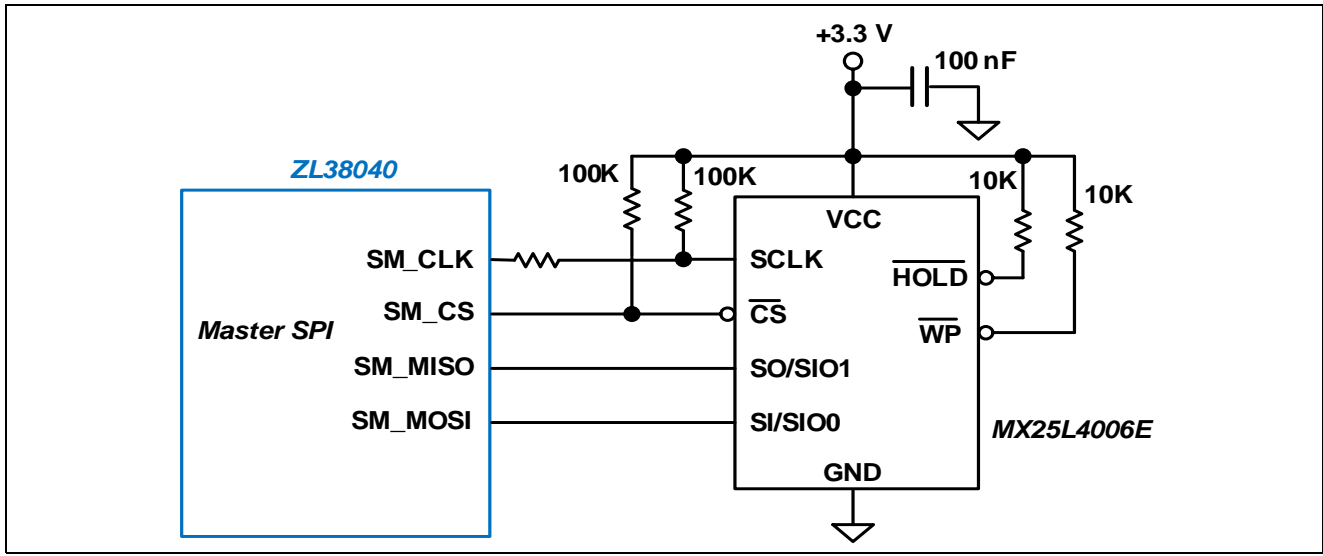 +3.3 V
100 nF
ZL38040
100K
100K
10K
10K
VCC
SM_CLK
SCLK
HOLD
SM_CS
CS
Master SPI
WP
SM_MISO
SO/SIO1
SM_MOSI
SI/SIO0
MX25L4006E
GND